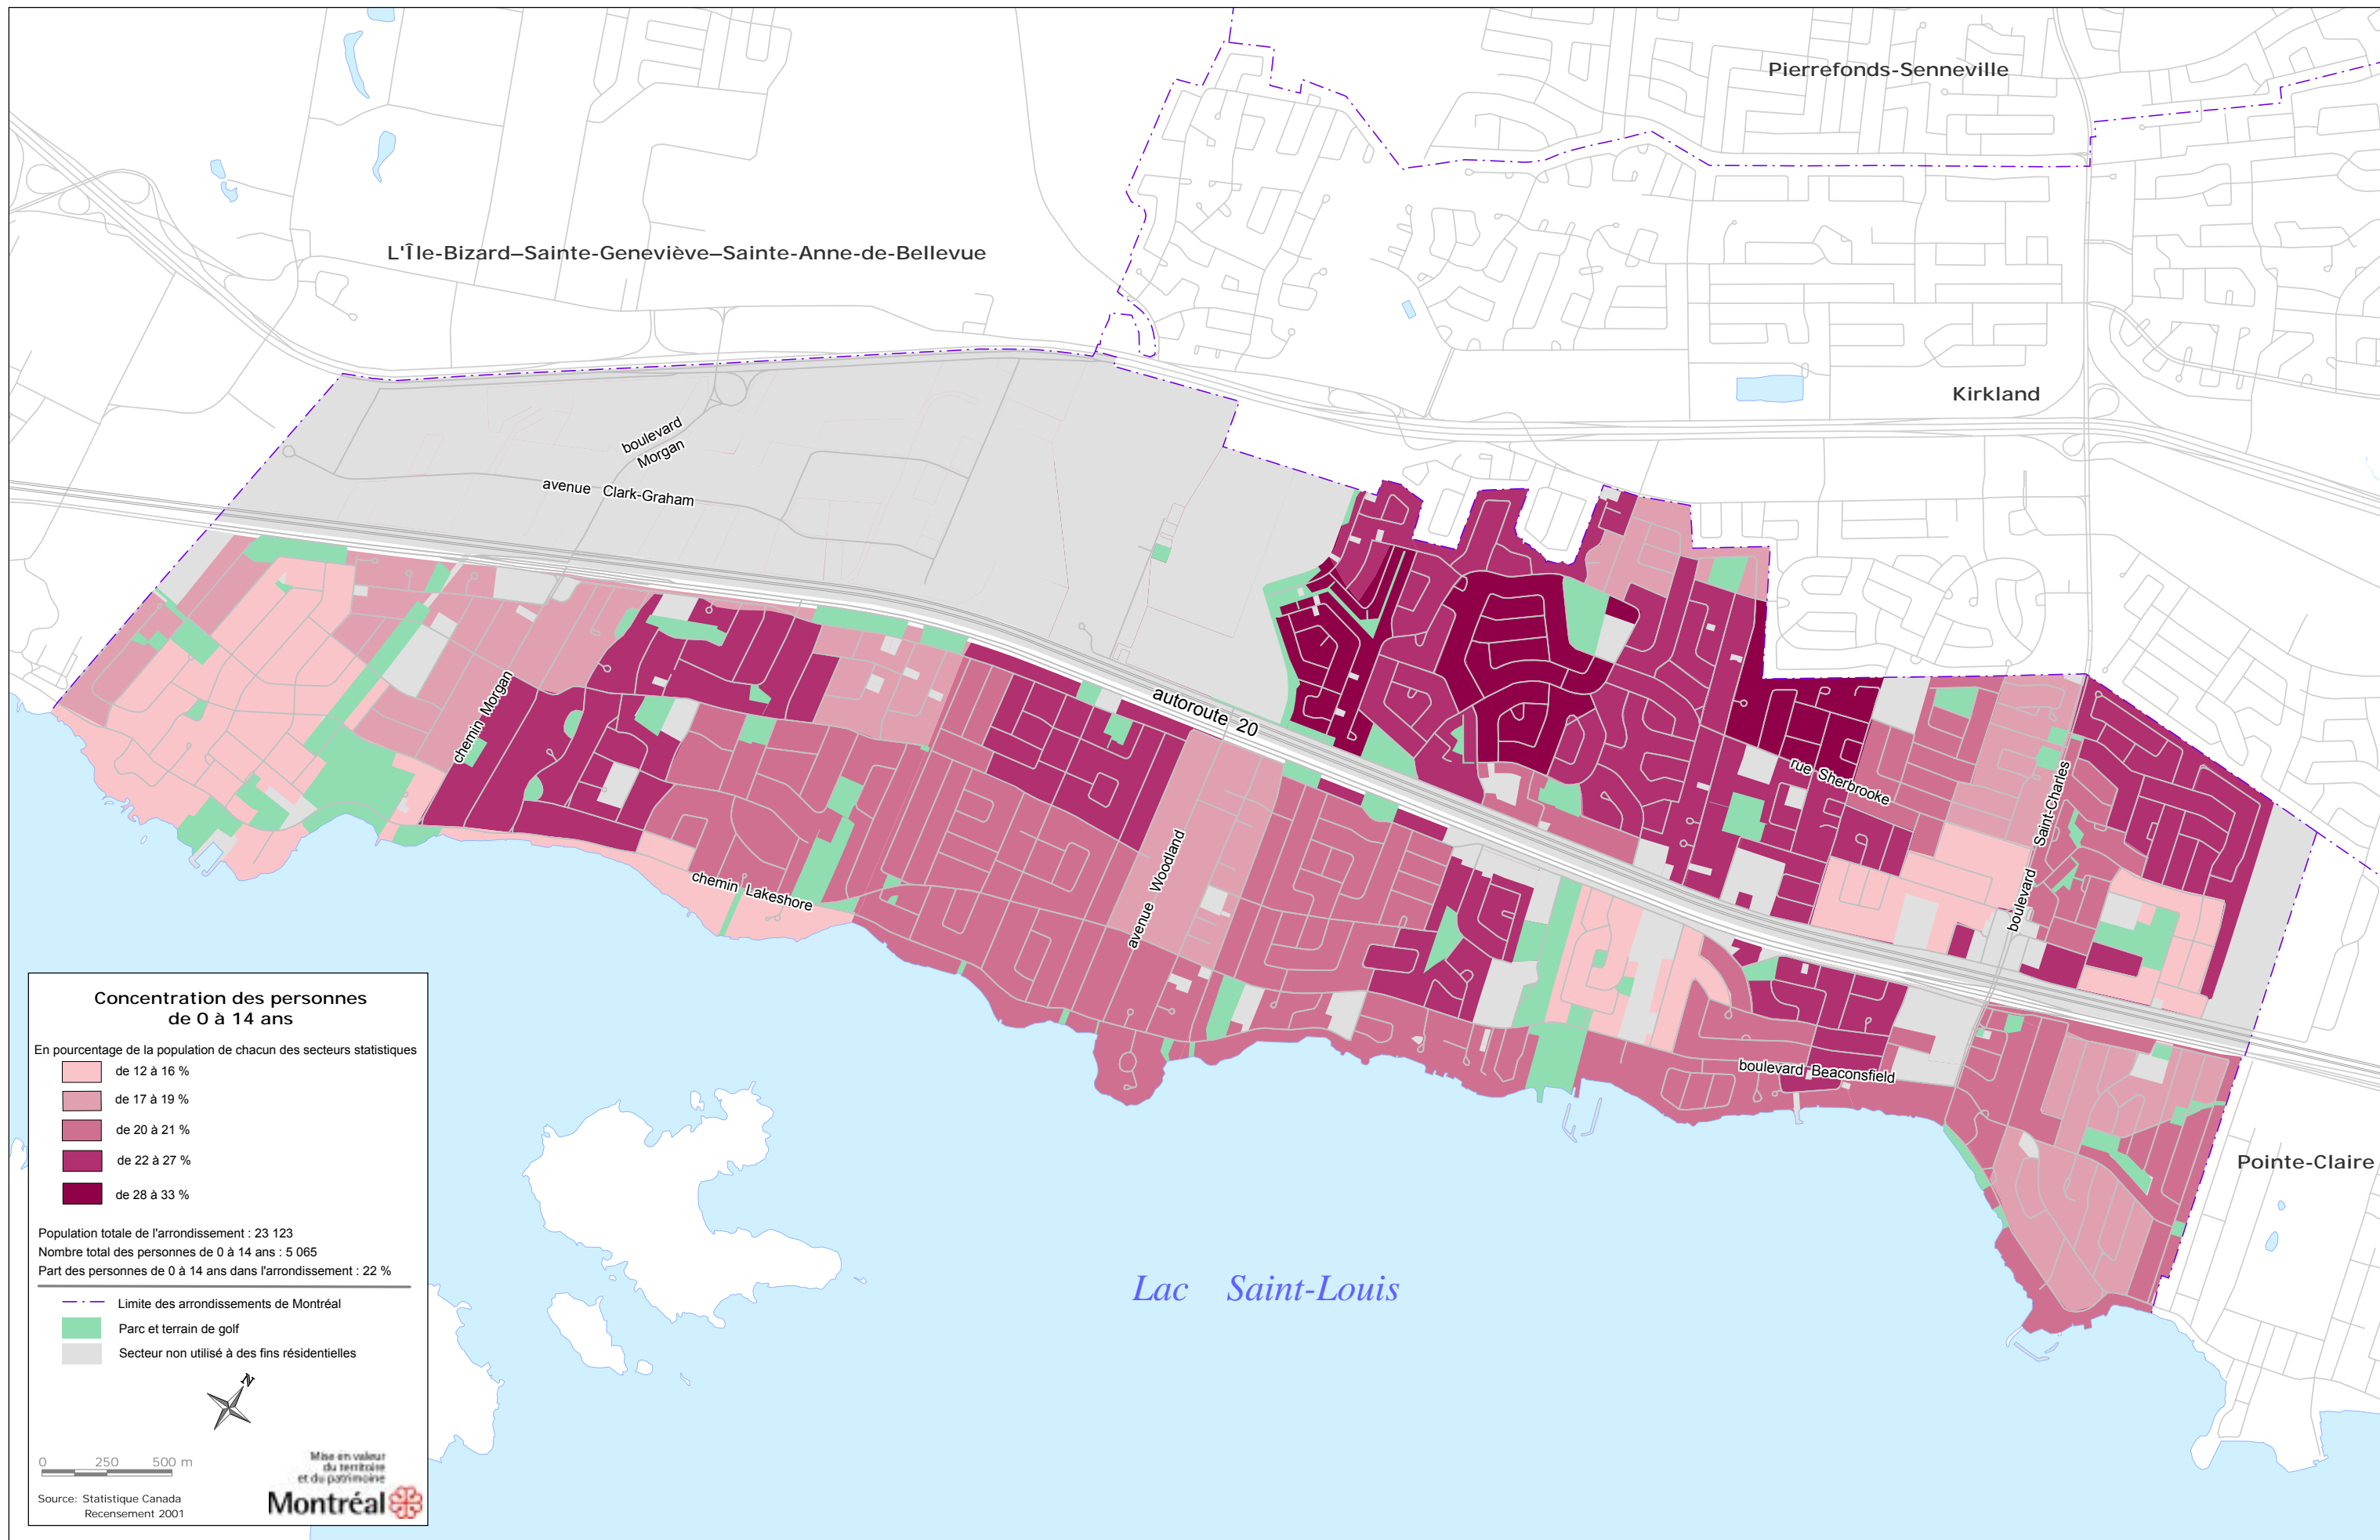 Pierrefonds-Senneville
L'Île-Bizard–Sainte-Geneviève–Sainte-Anne-de-Bellevue
Kirkland
boulevard
Morgan
avenue Clark-Graham
chemin Morgan
autoroute 20
rue Sherbrooke
boulevard Saint-Charles
avenue Woodland
chemin Lakeshore
boulevard Beaconsfield
Pointe-Claire
Lac Saint-Louis
Concentration des personnes
de 0 à 14 ans
En pourcentage de la population de chacun des secteurs statistiques
de 12 à 16 %
de 17 à 19 %
de 20 à 21 %
de 22 à 27 %
de 28 à 33 %
Population totale de l'arrondissement : 23 123
Nombre total des personnes de 0 à 14 ans : 5 065
Part des personnes de 0 à 14 ans dans l'arrondissement : 22 %
Limite des arrondissements de Montréal
Parc et terrain de golf
Secteur non utilisé à des fins résidentielles
N
0 250 500 m
Source: Statistique Canada
Recensement 2001
Mise en valeur
du territoire
et du patrimoine
Montréal